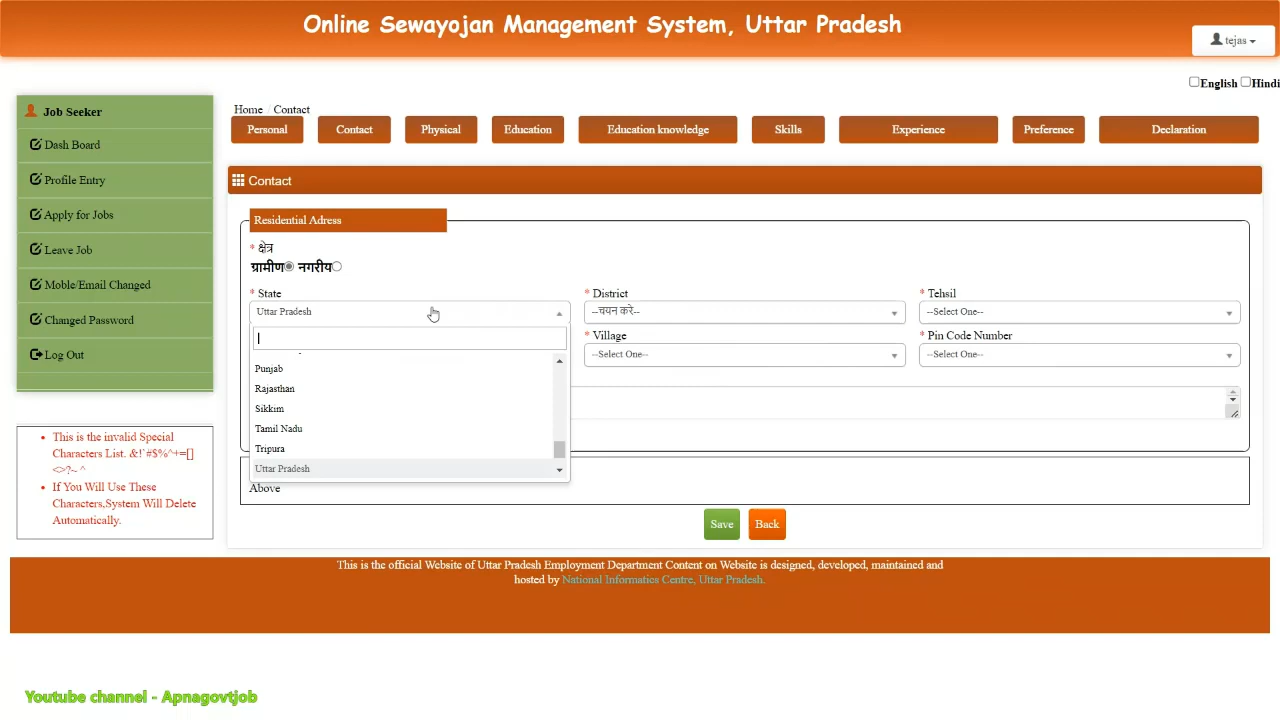 Online Sewayojan Management System, Uttar Pradesh
tejas
English Hindi
Job Seeker
Dash Board
Profile Entry
Apply for Jobs
Leave Job
Moble/Email Changed
Changed Password
Log Out
This is the invalid Special
Characters List. &!`#$%^+=[]
<>?~ ^
If You Will Use These
Characters,System Will Delete
Automatically.
Home / Contact
Personal Contact Physical Education Education knowledge Skills Experience Preference Declaration
Contact
Residential Adress
* क्षेत्र
ग्रामीण नगरीय
* State * District * Tehsil
Uttar Pradesh --चयन करे-- --Select One--
* Village * Pin Code Number
--Select One-- --Select One--
Punjab
Rajasthan
Sikkim
Tamil Nadu
Tripura
Uttar Pradesh
Above
Save Back
This is the official Website of Uttar Pradesh Employment Department Content on Website is designed, developed, maintained and
hosted by National Informatics Centre, Uttar Pradesh.
Youtube channel - Apnagovtjob